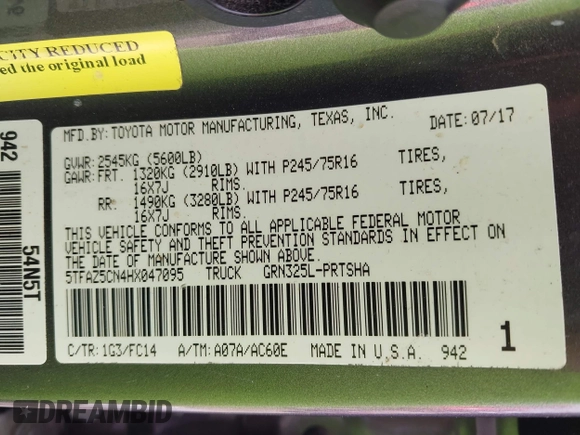 CITY REDUCED
ed the original load
MFD.BY:TOYOTA MOTOR MANUFACTURING, TEXAS, INC. DATE:07/17
GVWR:2545KG (5600LB)
GAWR:FRT. 1320KG (2910LB) WITH P245/75R16 TIRES,
16X7J RIMS.
RR. 1490KG (3280LB) WITH P245/75R16 TIRES,
16X7J RIMS.
THIS VEHICLE CONFORMS TO ALL APPLICABLE FEDERAL MOTOR
VEHICLE SAFETY AND THEFT PREVENTION STANDARDS IN EFFECT ON
THE DATE OF MANUFACTURE SHOWN ABOVE.
5TFAZ5CN4HX047095 TRUCK GRN325L-PRTSHA
C/TR:1G3/FC14 A/TM:A07A/AC60E MADE IN U.S.A. 942 1
942
54N5T
DREAMBID